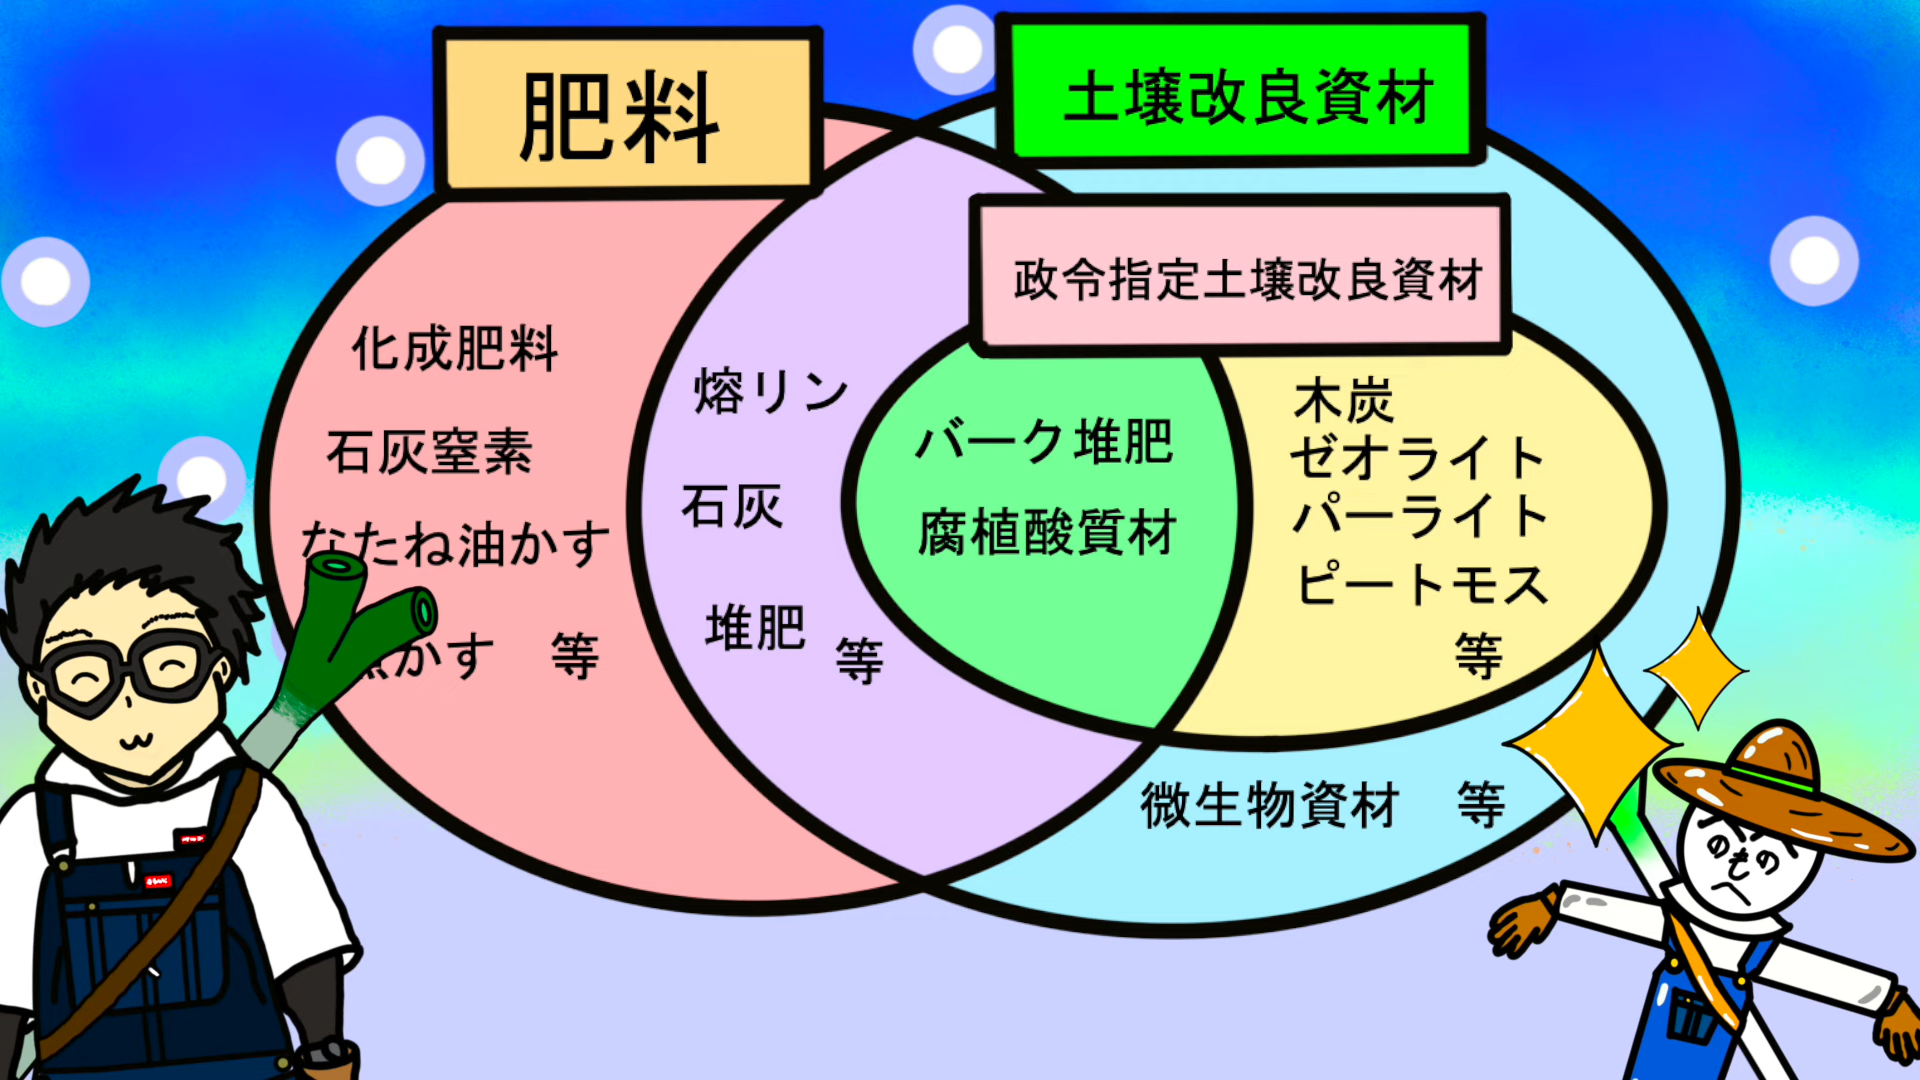 肥料
土壌改良資材
政令指定土壌改良資材
化成肥料
石灰窒素
なたね油かす
かす 等
熔リン
石灰
堆肥 等
バーク堆肥
腐植酸質材
木炭
ゼオライト
パーライト
ピートモス
等
微生物資材 等
のものへ